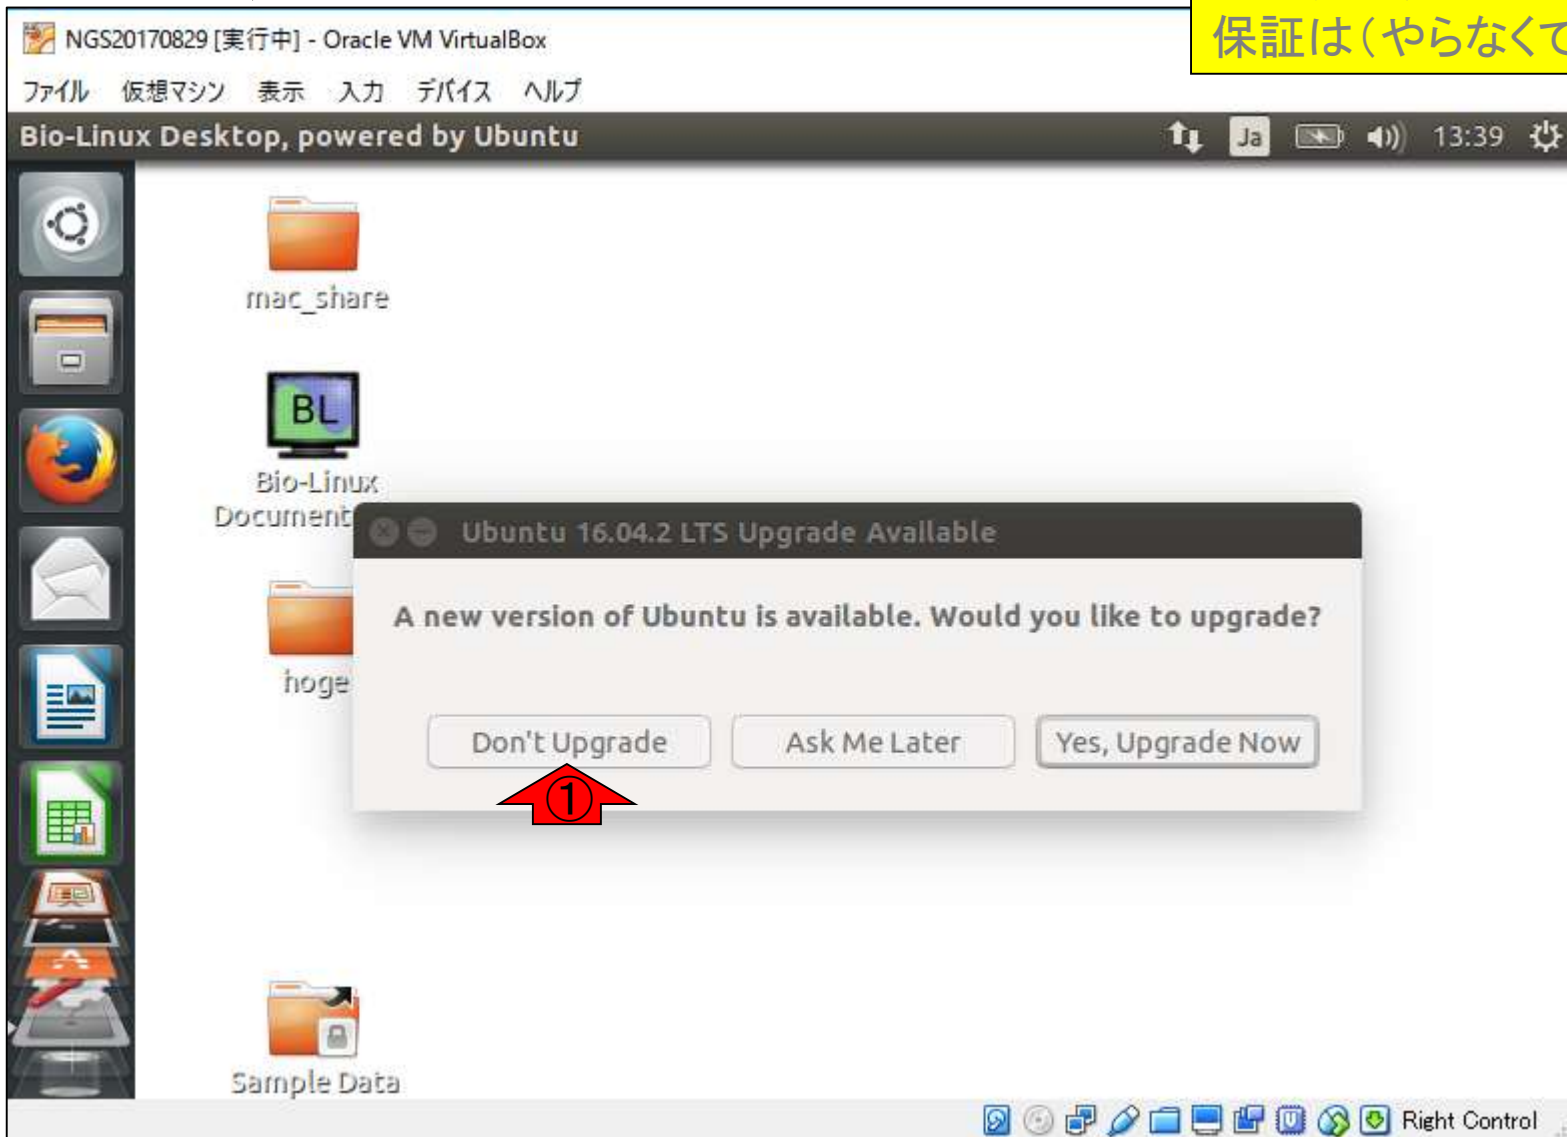 保証は(やらなくて
NGS20170829 [実行中] - Oracle VM VirtualBox
ファイル 仮想マシン 表示 入力 デバイス ヘルプ
Bio-Linux Desktop, powered by Ubuntu Ja 13:39
mac_share
BL
Bio-Linux
Document
Ubuntu 16.04.2 LTS Upgrade Available
A new version of Ubuntu is available. Would you like to upgrade?
hoge
Don't Upgrade Ask Me Later Yes, Upgrade Now
①
Sample Data
Right Control